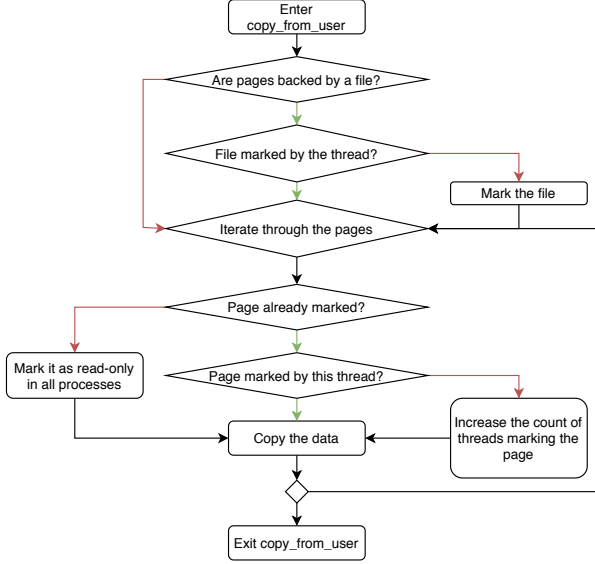 Enter
copy_from_user
Are pages backed by a file?
File marked by the thread?
Mark the file
Iterate through the pages
Page already marked?
Mark it as read-only
in all processes
Page marked by this thread?
Increase the count of
threads marking the
page
Copy the data
Exit copy_from_user